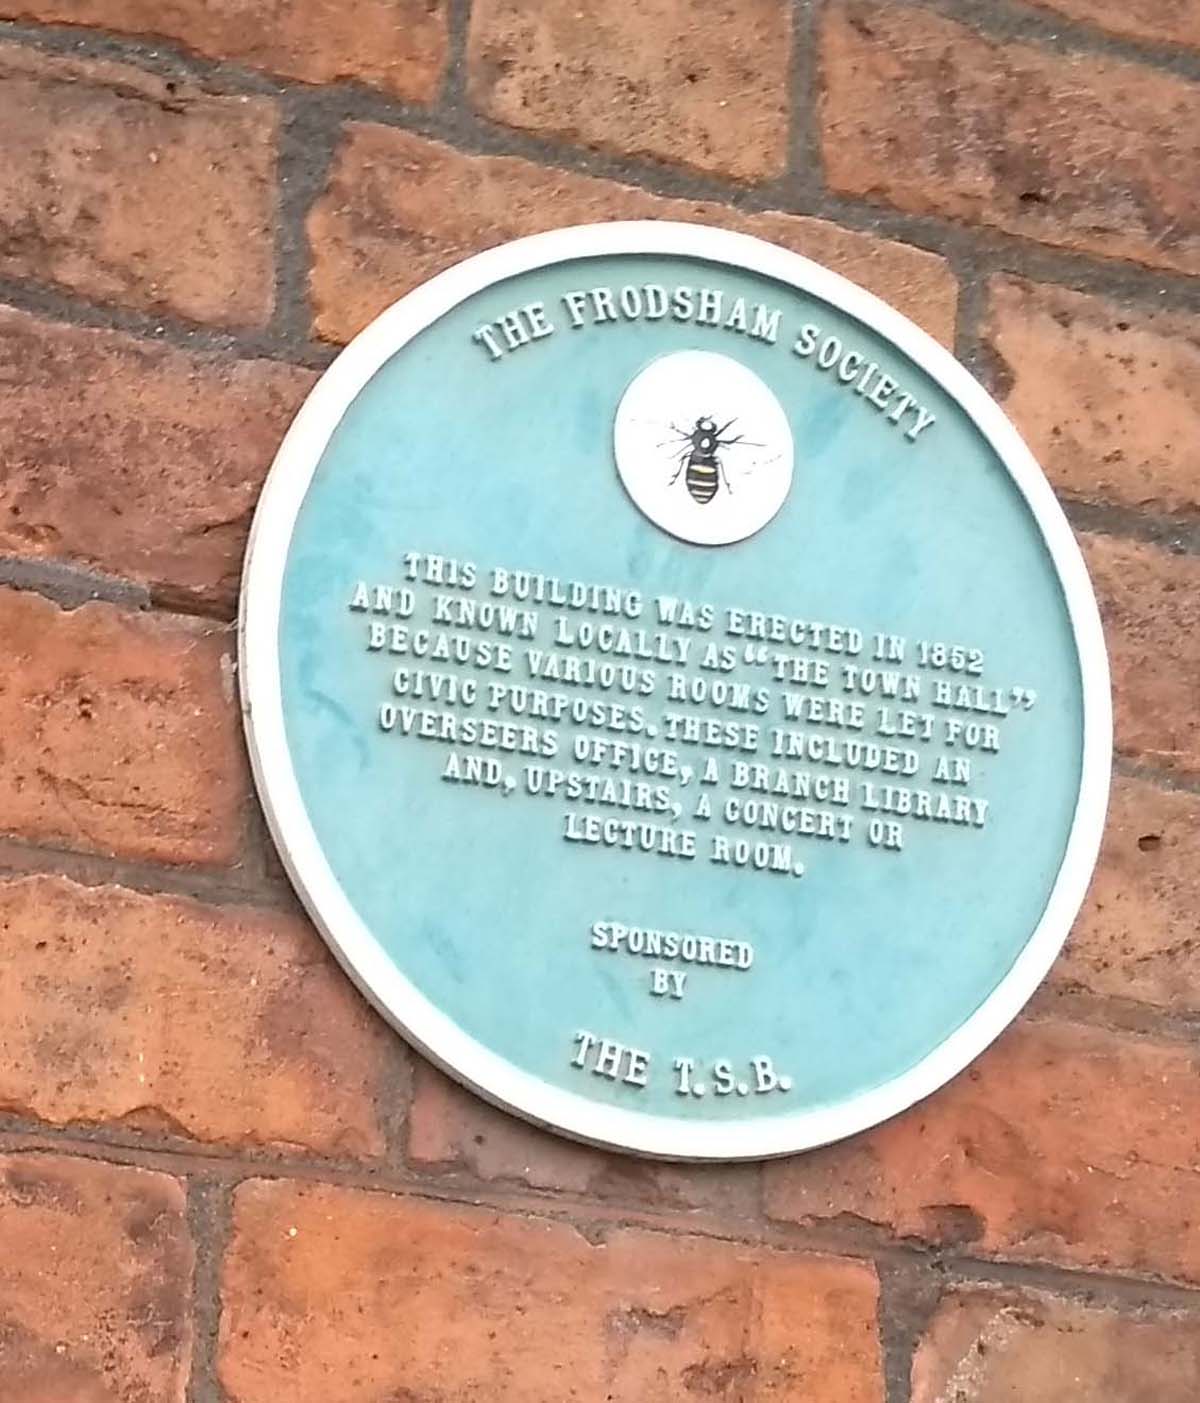 THE FRODSHAM SOCIETY
THIS BUILDING WAS ERECTED IN 1852
AND KNOWN LOCALLY AS "THE TOWN HALL"
BECAUSE VARIOUS ROOMS WERE LET FOR
CIVIC PURPOSES. THESE INCLUDED AN
OVERSEERS OFFICE, A BRANCH LIBRARY
AND, UPSTAIRS, A CONCERT OR
LECTURE ROOM.
SPONSORED
BY
THE T.S.B.